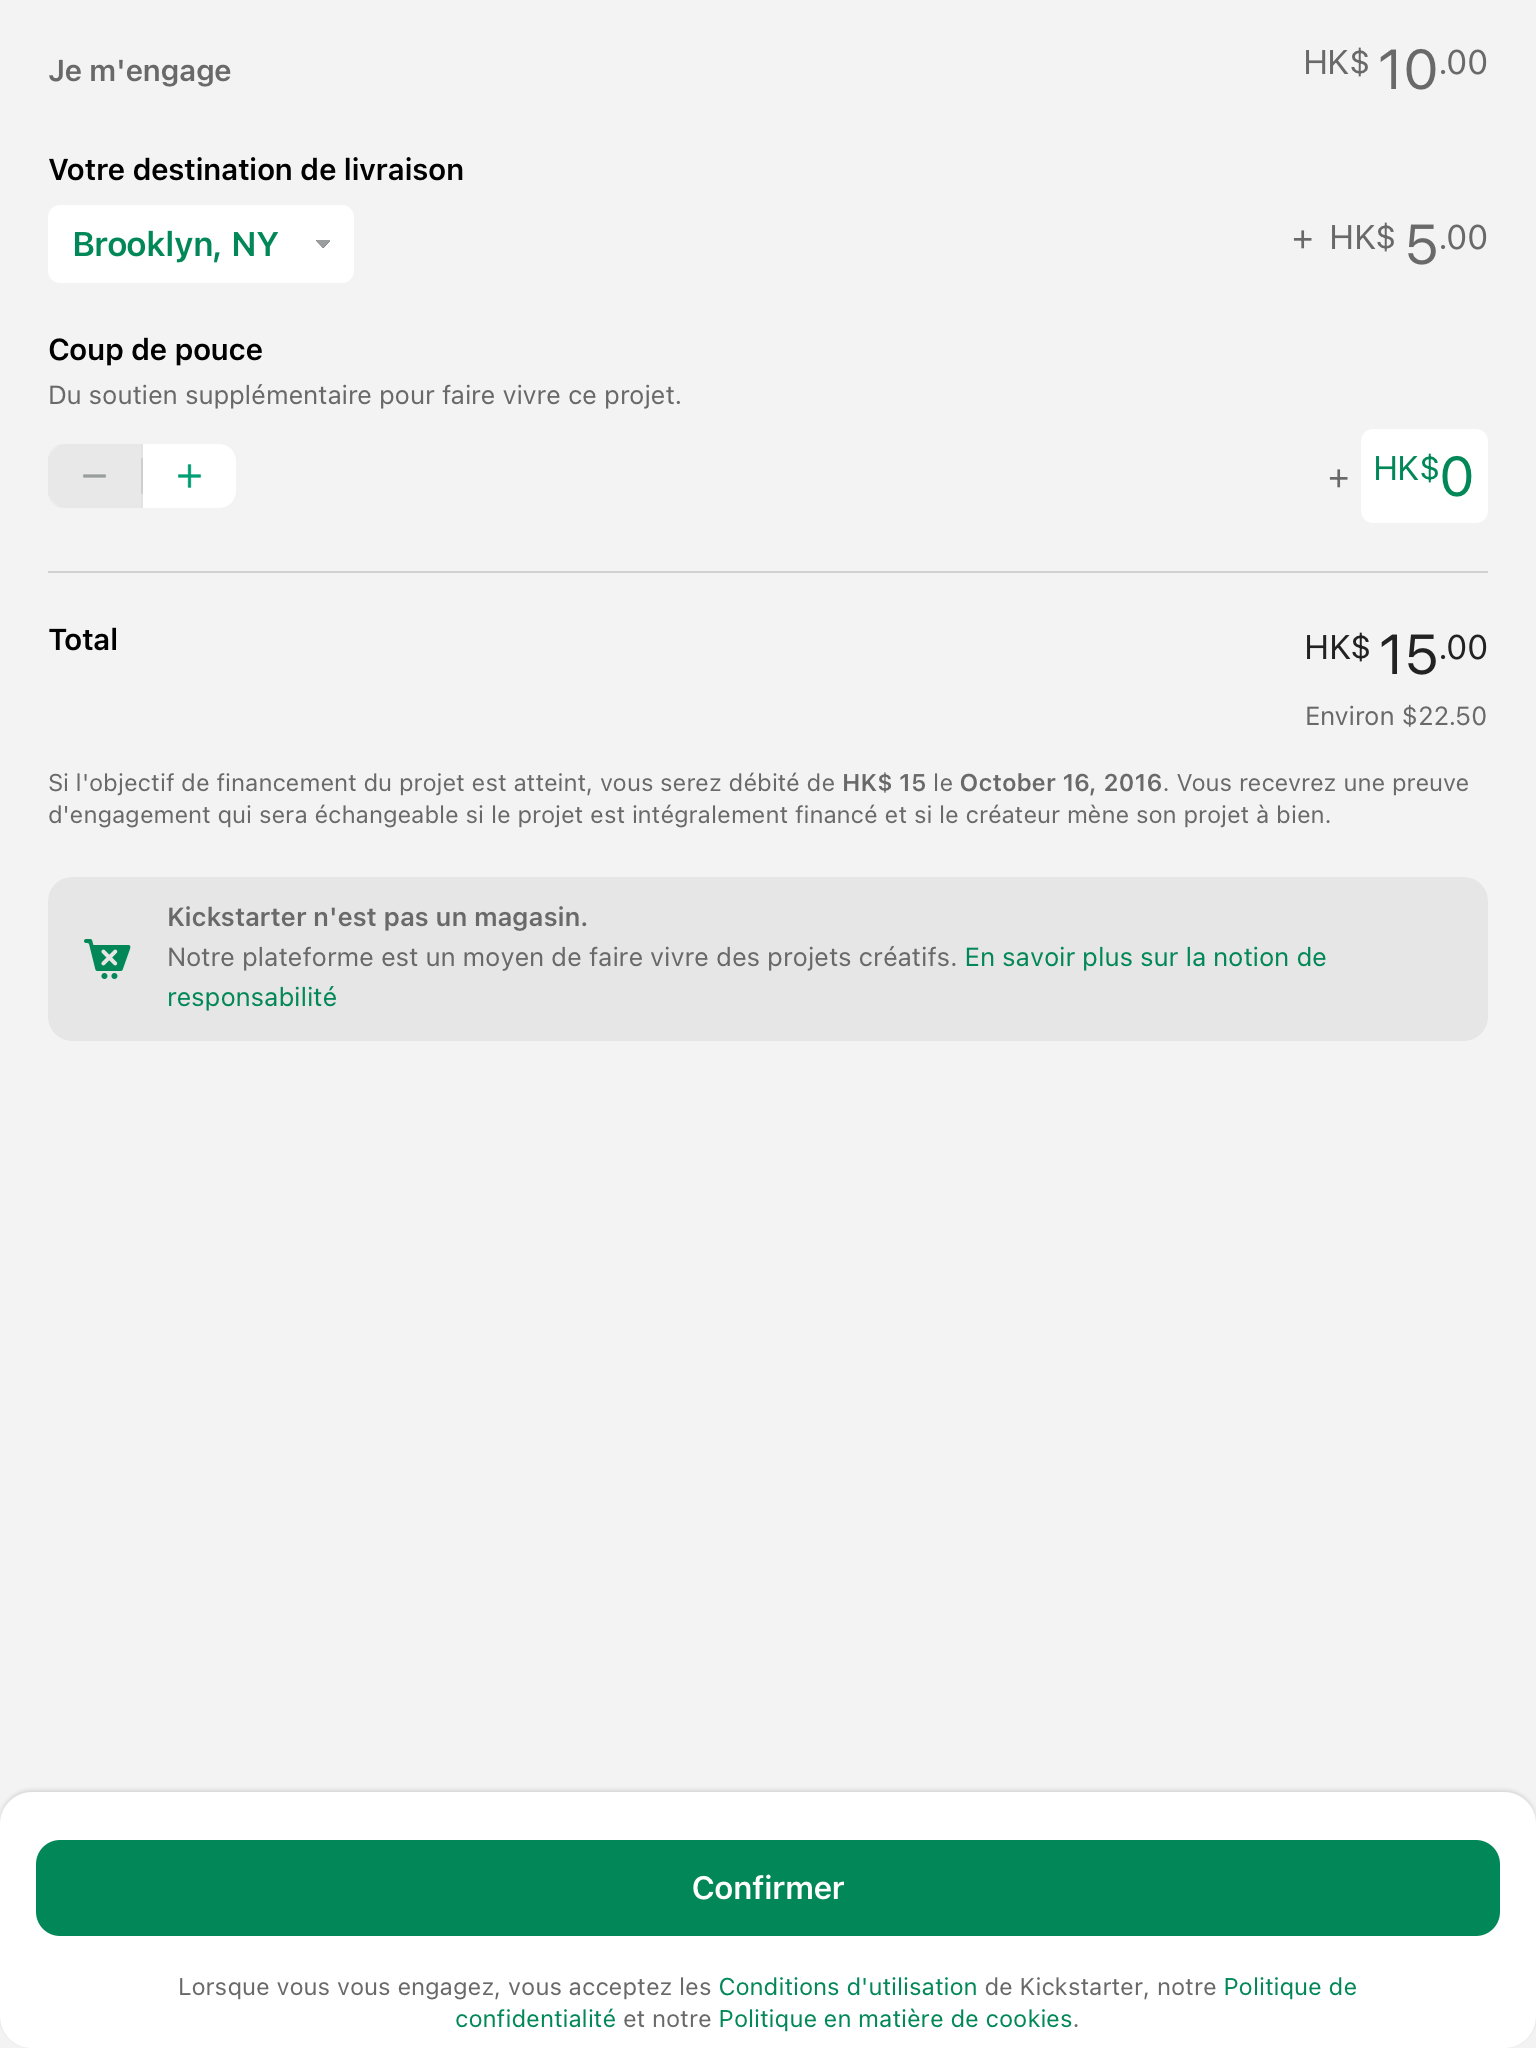 Je m'engage HK$ 10.00
Votre destination de livraison
Brooklyn, NY + HK$ 5.00
Coup de pouce
Du soutien supplémentaire pour faire vivre ce projet.
− + + HK$0
Total HK$ 15.00
Environ $22.50
Si l'objectif de financement du projet est atteint, vous serez débité de HK$ 15 le October 16, 2016. Vous recevrez une preuve
d'engagement qui sera échangeable si le projet est intégralement financé et si le créateur mène son projet à bien.
Kickstarter n'est pas un magasin.
Notre plateforme est un moyen de faire vivre des projets créatifs. En savoir plus sur la notion de
responsabilité
Confirmer
Lorsque vous vous engagez, vous acceptez les Conditions d'utilisation de Kickstarter, notre Politique de
confidentialité et notre Politique en matière de cookies.